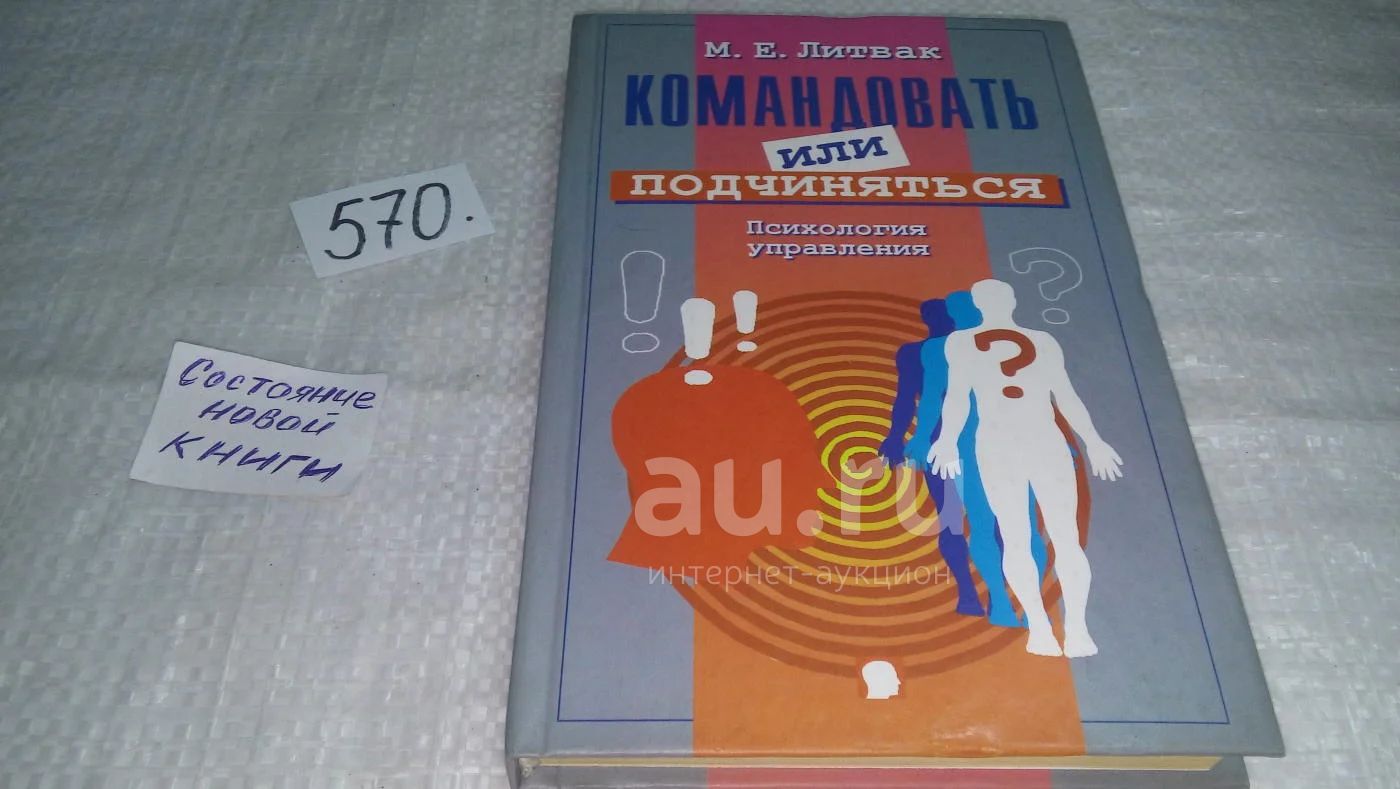 М. Е. Литвак
КОМАНДОВАТЬ
или
ПОДЧИНЯТЬСЯ
Психология
управления
570.
Состояние
новой
книги
au.ru
интернет-аукцион